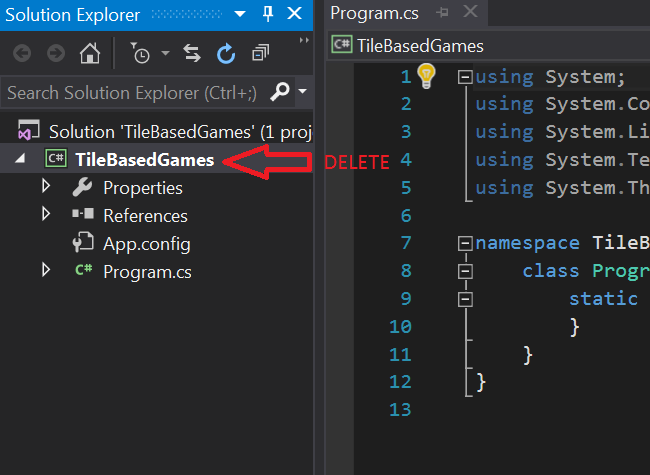 Solution Explorer
Search Solution Explorer (Ctrl+;)
Solution 'TileBasedGames' (1 proj
C# TileBasedGames
Properties
References
App.config
C# Program.cs
DELETE
Program.cs
C# TileBasedGames
1 using System;
2 using System.Co
3 using System.Li
4 using System.Te
5 using System.Th
6
7 namespace TileB
8 class Progr
9 static
10 }
11 }
12 }
13